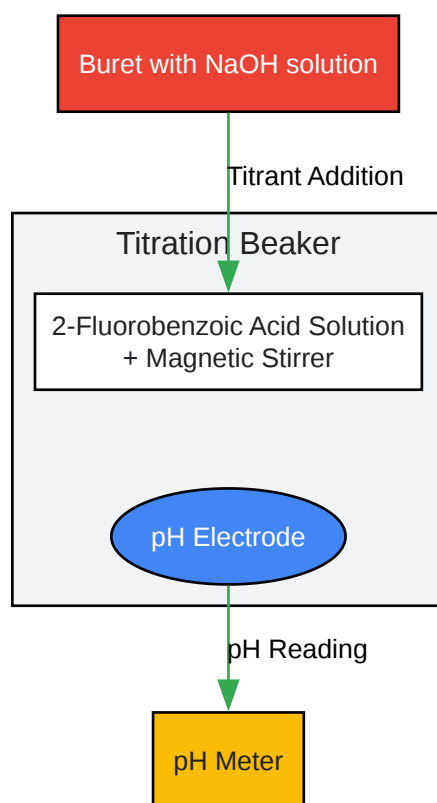 Buret with NaOH solution
Titrant Addition
Titration Beaker
2-Fluorobenzoic Acid Solution
+ Magnetic Stirrer
pH Electrode
pH Reading
pH Meter